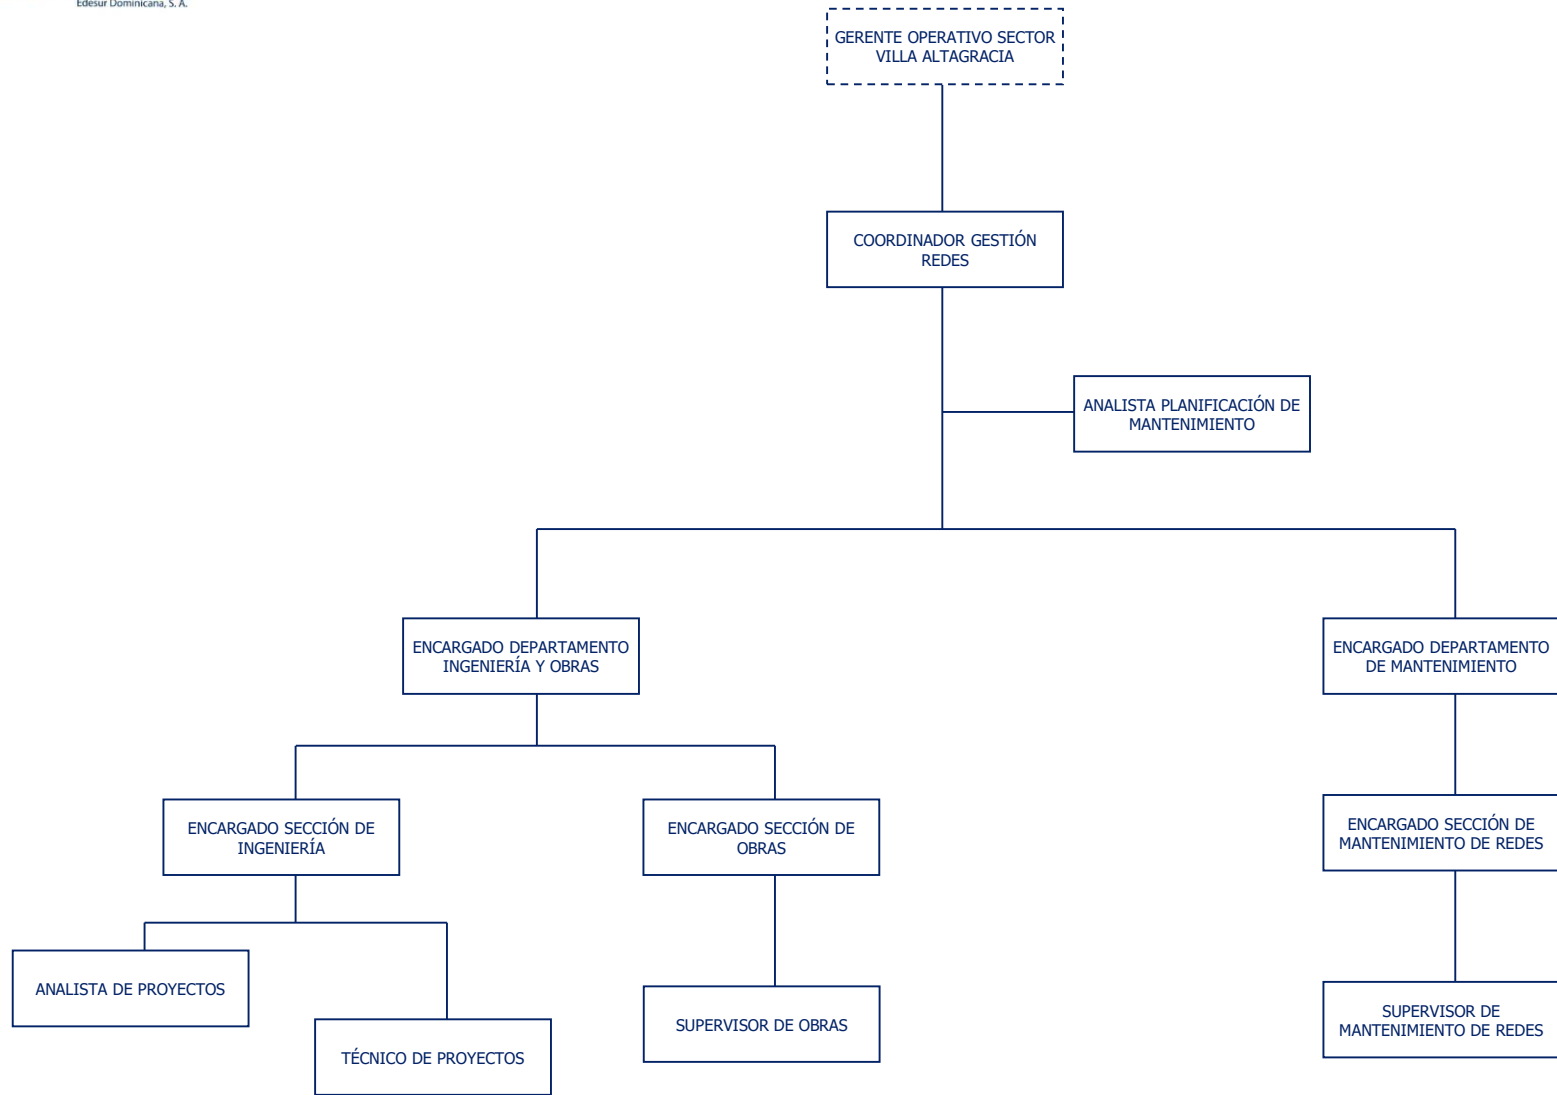 Edesur Dominicana, S. A.
GERENTE OPERATIVO SECTOR
VILLA ALTAGRACIA
COORDINADOR GESTIÓN
REDES
ANALISTA PLANIFICACIÓN DE
MANTENIMIENTO
ENCARGADO DEPARTAMENTO
INGENIERÍA Y OBRAS
ENCARGADO DEPARTAMENTO
DE MANTENIMIENTO
ENCARGADO SECCIÓN DE
INGENIERÍA
ENCARGADO SECCIÓN DE
OBRAS
ENCARGADO SECCIÓN DE
MANTENIMIENTO DE REDES
ANALISTA DE PROYECTOS
TÉCNICO DE PROYECTOS
SUPERVISOR DE OBRAS
SUPERVISOR DE
MANTENIMIENTO DE REDES